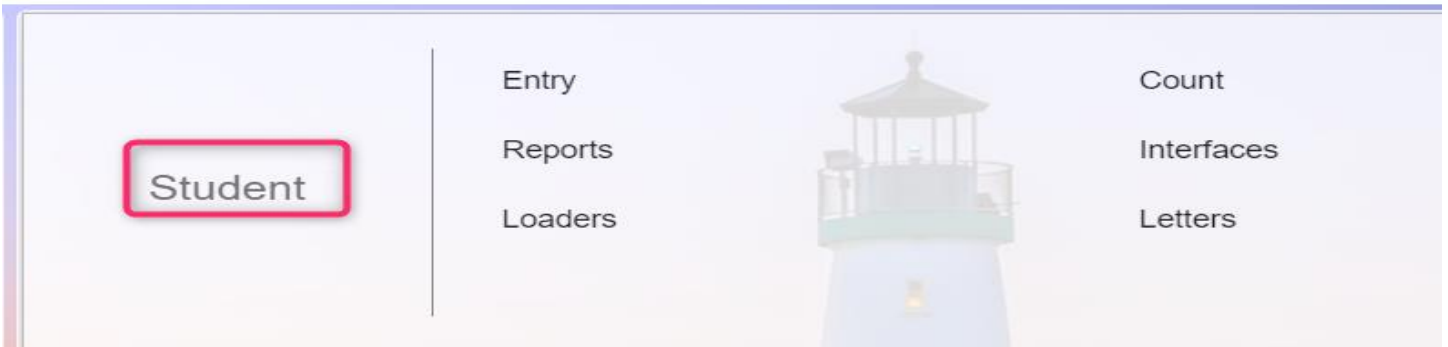 Student
Entry
Reports
Loaders
Count
Interfaces
Letters